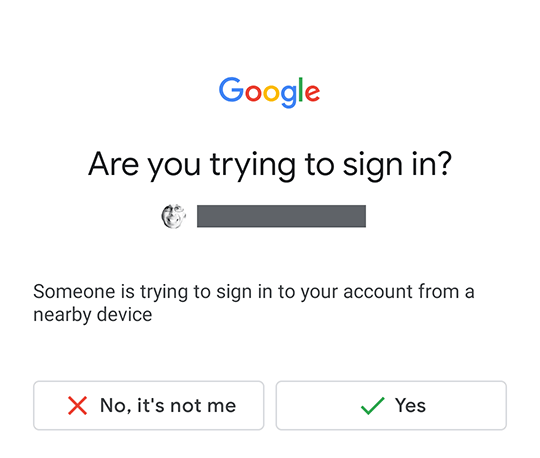 Google
Are you trying to sign in?
Someone is trying to sign in to your account from a
nearby device
No, it's not me
Yes